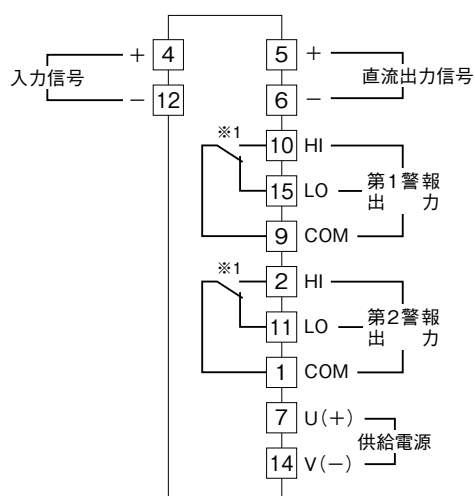 入力信号
+ 4
− 12
5 +
6 −
直流出力信号
※1
10 HI
15 LO
9 COM
第1警報
出 力
※1
2 HI
11 LO
1 COM
第2警報
出 力
7 U(+)
14 V(−)
供給電源